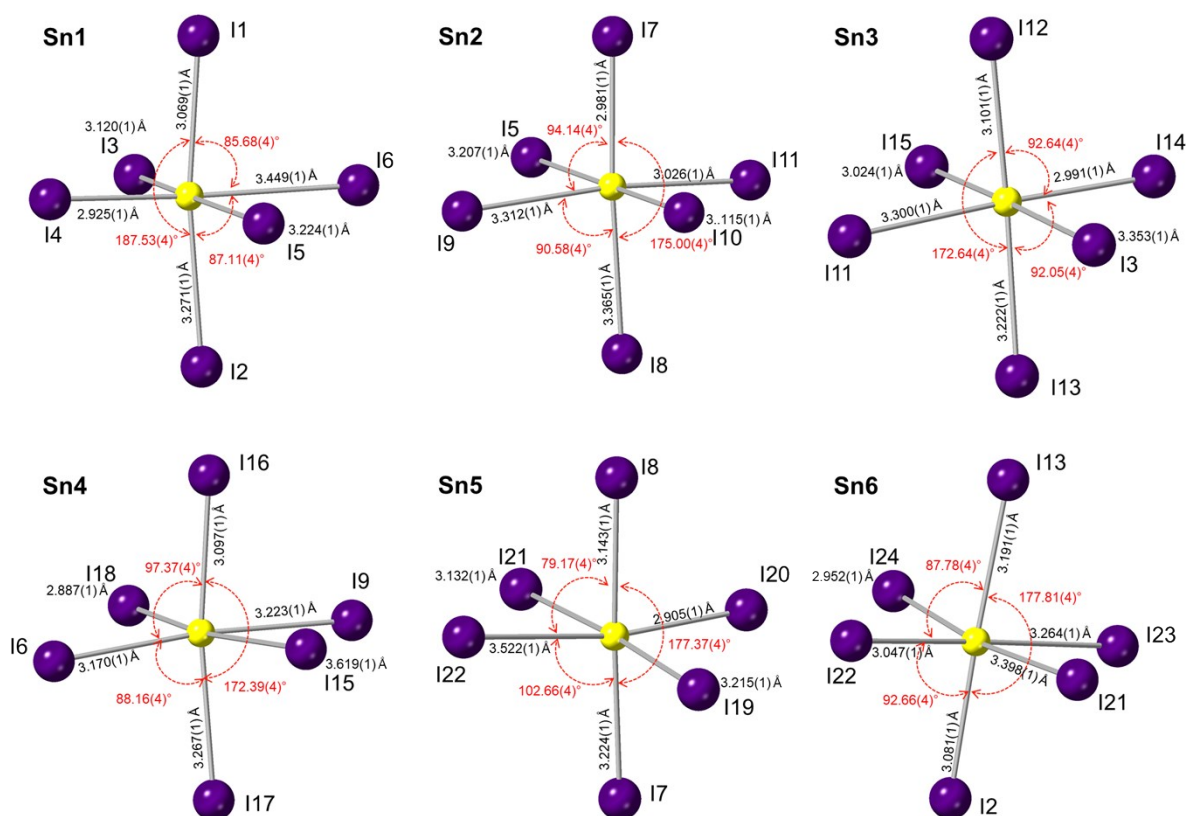 Sn1
I1
3.069(1) Å
3.120(1) Å
I3
85.68(4)°
I6
3.449(1) Å
2.925(1) Å
I4
3.224(1) Å
I5
187.53(4)°
87.11(4)°
3.271(1) Å
I2
Sn2
I7
2.981(1) Å
94.14(4)°
I5
3.207(1) Å
I11
3.026(1) Å
3.312(1) Å
I9
3..115(1) Å
I10
90.58(4)°
175.00(4)°
3.365(1) Å
I8
Sn3
I12
3.101(1) Å
92.64(4)°
I14
I15
3.024(1) Å
2.991(1) Å
3.300(1) Å
I11
3.353(1) Å
I3
172.64(4)°
92.05(4)°
3.222(1) Å
I13
Sn4
I16
3.097(1) Å
97.37(4)°
I18
2.887(1) Å
I9
3.223(1) Å
I6
3.170(1) Å
3.619(1) Å
I15
88.16(4)°
172.39(4)°
3.267(1) Å
I17
Sn5
I8
3.143(1) Å
I21
3.132(1) Å
79.17(4)°
I20
2.905(1) Å
3.522(1) Å
I22
177.37(4)°
3.215(1) Å
I19
102.66(4)°
3.224(1) Å
I7
Sn6
I13
3.191(1) Å
I24
2.952(1) Å
87.78(4)°
177.81(4)°
3.264(1) Å
I23
3.047(1) Å
I22
3.398(1) Å
I21
92.66(4)°
3.081(1) Å
I2